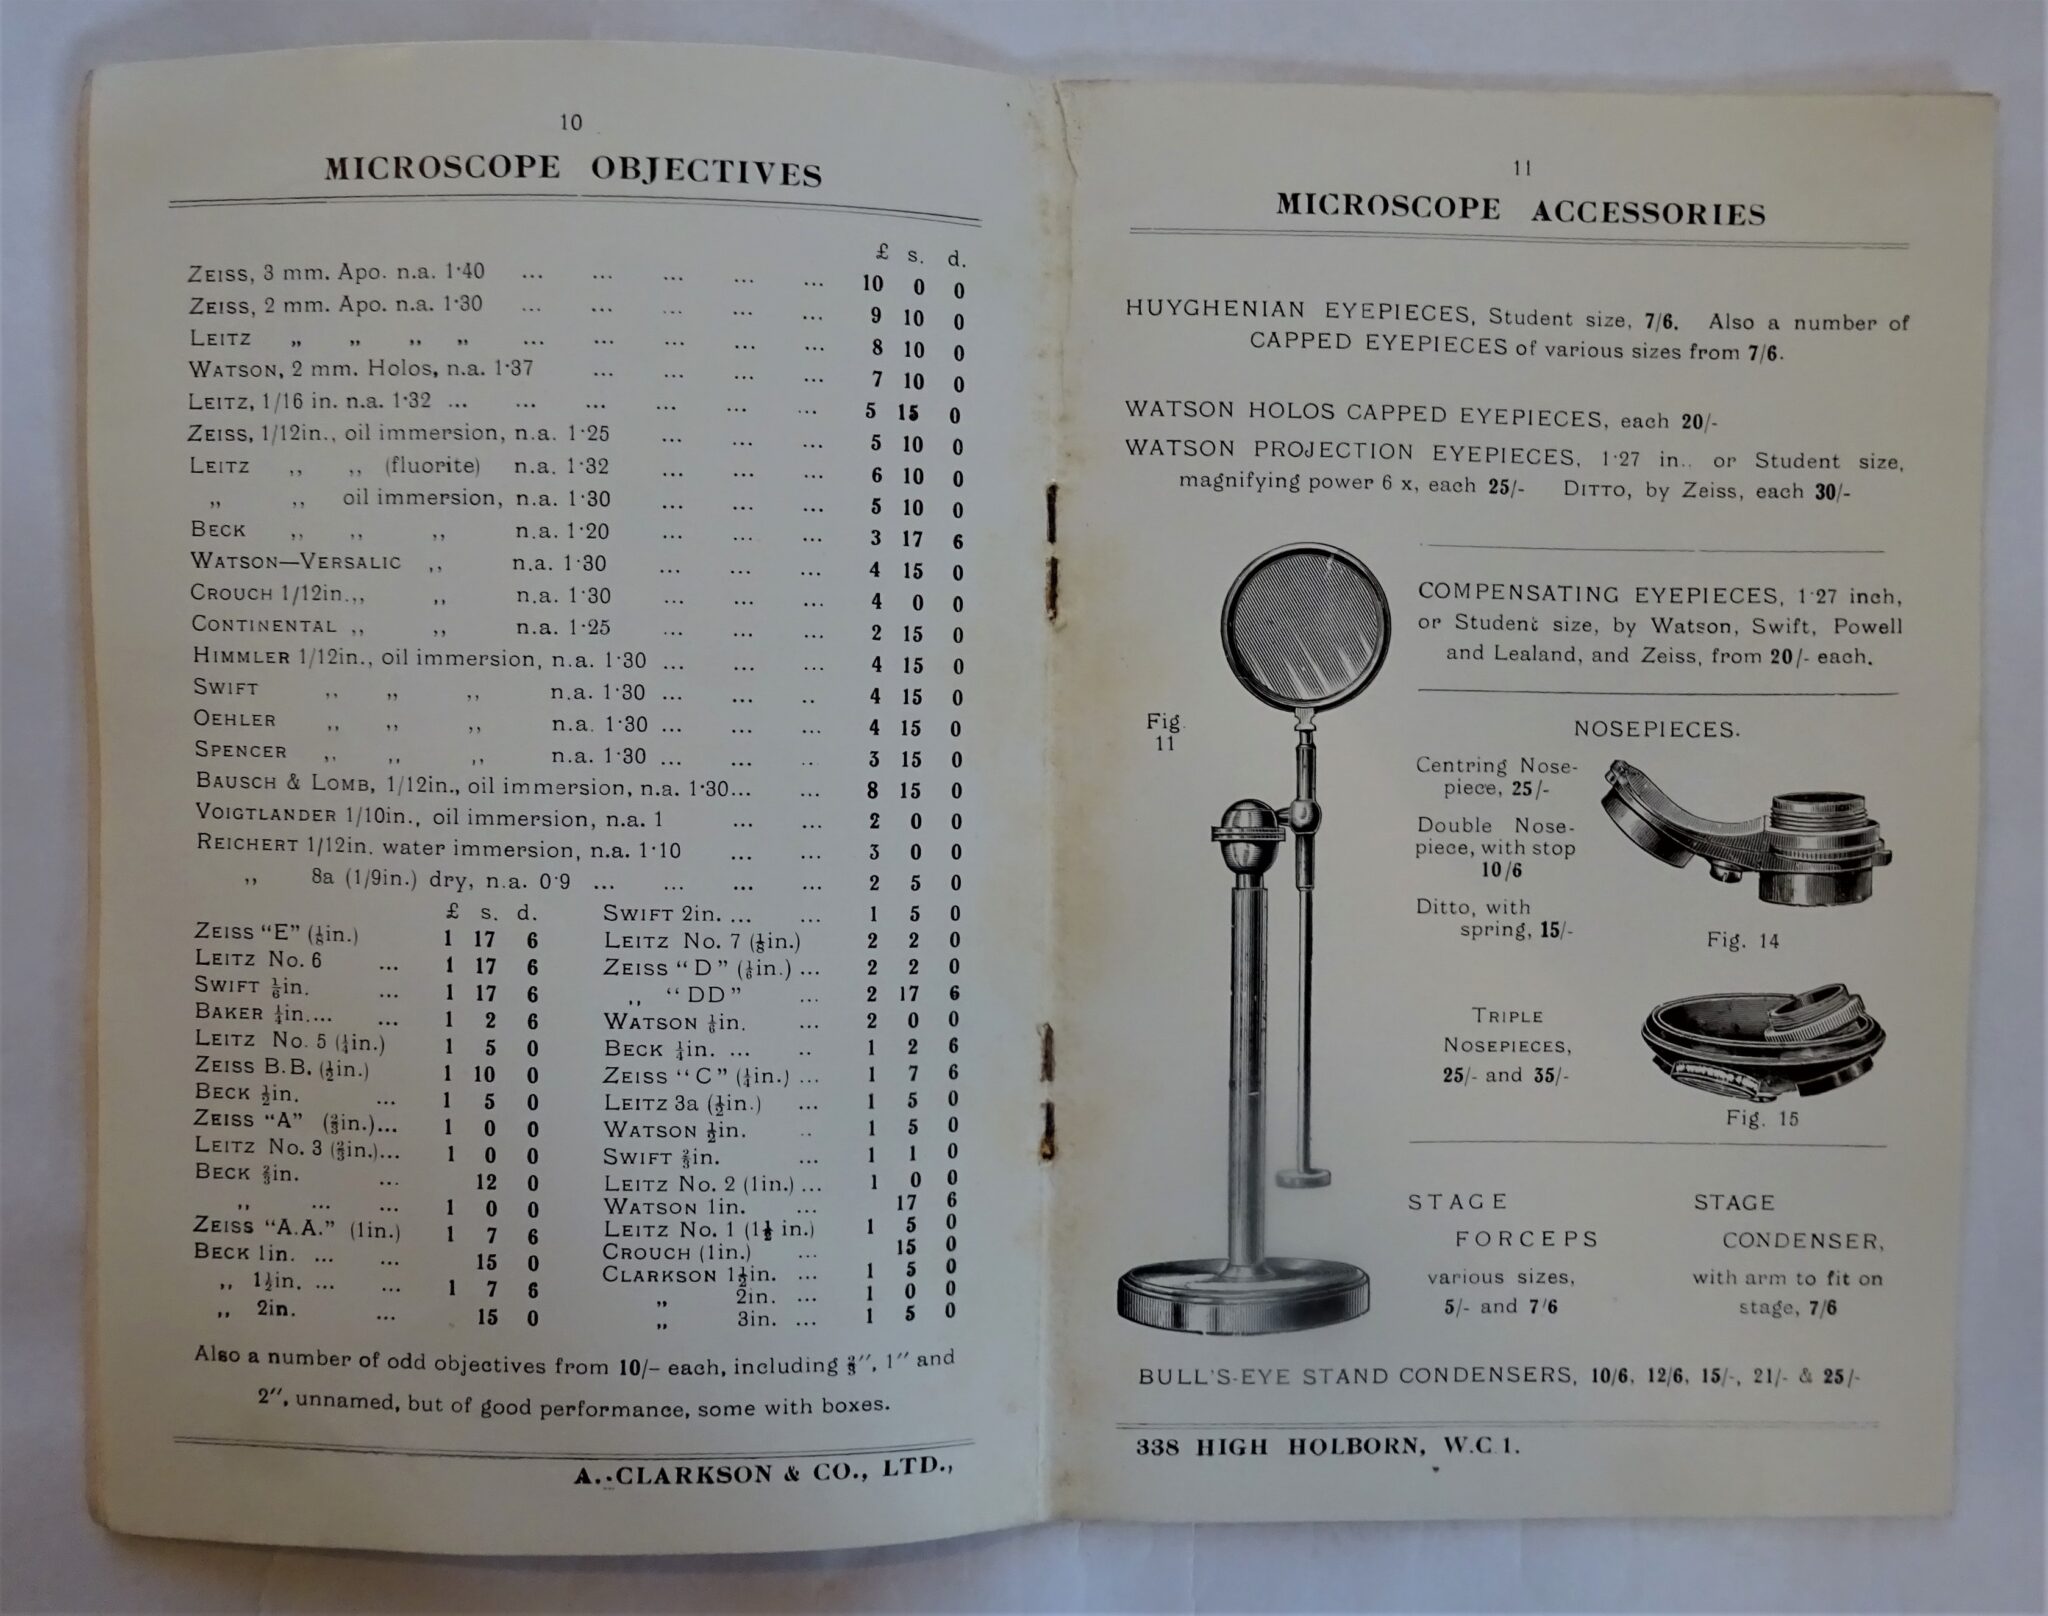 10
MICROSCOPE OBJECTIVES
£ s. d.
ZEISS, 3 mm. Apo. n.a. 1·40 ... ... ... ... ... 10 0 0
ZEISS, 2 mm. Apo. n.a. 1·30 ... ... ... ... ... 9 10 0
LEITZ ,, ,, ,, ,, ... ... ... ... ... 8 10 0
WATSON, 2 mm. Holos, n.a. 1·37 ... ... ... ... 7 10 0
LEITZ, 1/16 in. n.a. 1·32 ... ... ... ... ... ... 5 15 0
ZEISS, 1/12in., oil immersion, n.a. 1·25 ... ... ... 5 10 0
LEITZ ,, ,, (fluorite) n.a. 1·32 ... ... ... 6 10 0
,, ,, oil immersion, n.a. 1·30 ... ... ... 5 10 0
BECK ,, ,, ,, n.a. 1·20 ... ... ... 3 17 6
WATSON—VERSALIC ,, n.a. 1·30 ... ... ... 4 15 0
CROUCH 1/12in.,, ,, n.a. 1·30 ... ... ... 4 0 0
CONTINENTAL ,, ,, n.a. 1·25 ... ... ... 2 15 0
HIMMLER 1/12in., oil immersion, n.a. 1·30 ... ... ... 4 15 0
SWIFT ,, ,, ,, n.a. 1·30 ... ... .. 4 15 0
OEHLER ,, ,, ,, n.a. 1·30 ... ... ... 4 15 0
SPENCER ,, ,, ,, n.a. 1·30 ... ... .. 3 15 0
BAUSCH & LOMB, 1/12in., oil immersion, n.a. 1·30... ... 8 15 0
VOIGTLANDER 1/10in., oil immersion, n.a. 1 ... ... 2 0 0
REICHERT 1/12in. water immersion, n.a. 1·10 ... ... 3 0 0
,, 8a (1/9in.) dry, n.a. 0·9 ... ... ... ... 2 5 0
£ s. d.
ZEISS "E" (⅛in.) 1 17 6
LEITZ No. 6 ... 1 17 6
SWIFT ⅙in. ... 1 17 6
BAKER ¼in.... ... 1 2 6
LEITZ No. 5 (¼in.) 1 5 0
ZEISS B.B. (½in.) 1 10 0
BECK ½in. ... 1 5 0
ZEISS "A" (⅔in.)... 1 0 0
LEITZ No. 3 (⅔in.)... 1 0 0
BECK ⅔in. ... 12 0
,, ... ... 1 0 0
ZEISS "A.A." (1in.) 1 7 6
BECK 1in. ... ... 15 0
,, 1½in. ... ... 1 7 6
,, 2in. ... 15 0
SWIFT 2in. ... ... 1 5 0
LEITZ No. 7 (⅛in.) 2 2 0
ZEISS "D" (⅙in.) ... 2 2 0
,, "DD" ... 2 17 6
WATSON ⅙in. ... 2 0 0
BECK ¼in. ... .. 1 2 6
ZEISS "C" (¼in.) ... 1 7 6
LEITZ 3a (½in.) ... 1 5 0
WATSON ½in. .. 1 5 0
SWIFT ⅔in. ... 1 1 0
LEITZ No. 2 (1in.) ... 1 0 0
WATSON 1in. ... 17 6
LEITZ No. 1 (1½ in.) 1 5 0
CROUCH (1in.) ... 15 0
CLARKSON 1½in. ... 1 5 0
,, 2in. ... 1 0 0
,, 3in. ... 1 5 0
Also a number of odd objectives from 10/- each, including ⅔", 1" and
2", unnamed, but of good performance, some with boxes.
A. CLARKSON & CO., LTD.,
11
MICROSCOPE ACCESSORIES
HUYGHENIAN EYEPIECES, Student size, 7/6. Also a number of
CAPPED EYEPIECES of various sizes from 7/6.
WATSON HOLOS CAPPED EYEPIECES, each 20/-
WATSON PROJECTION EYEPIECES, 1·27 in.. or Student size,
magnifying power 6 x, each 25/- DITTO, by Zeiss, each 30/-
COMPENSATING EYEPIECES, 1·27 inch,
or Student size, by Watson, Swift, Powell
and Lealand, and Zeiss, from 20/- each.
Fig.
11
NOSEPIECES.
Centring Nose-
piece, 25/-
Double Nose-
piece, with stop
10/6
Ditto, with
spring, 15/-
Fig. 14
TRIPLE
NOSEPIECES,
25/- and 35/-
Fig. 15
STAGE
FORCEPS
various sizes,
5/- and 7/6
STAGE
CONDENSER,
with arm to fit on
stage, 7/6
BULL'S-EYE STAND CONDENSERS, 10/6, 12/6, 15/-, 21/- & 25/-
338 HIGH HOLBORN, W.C.1.